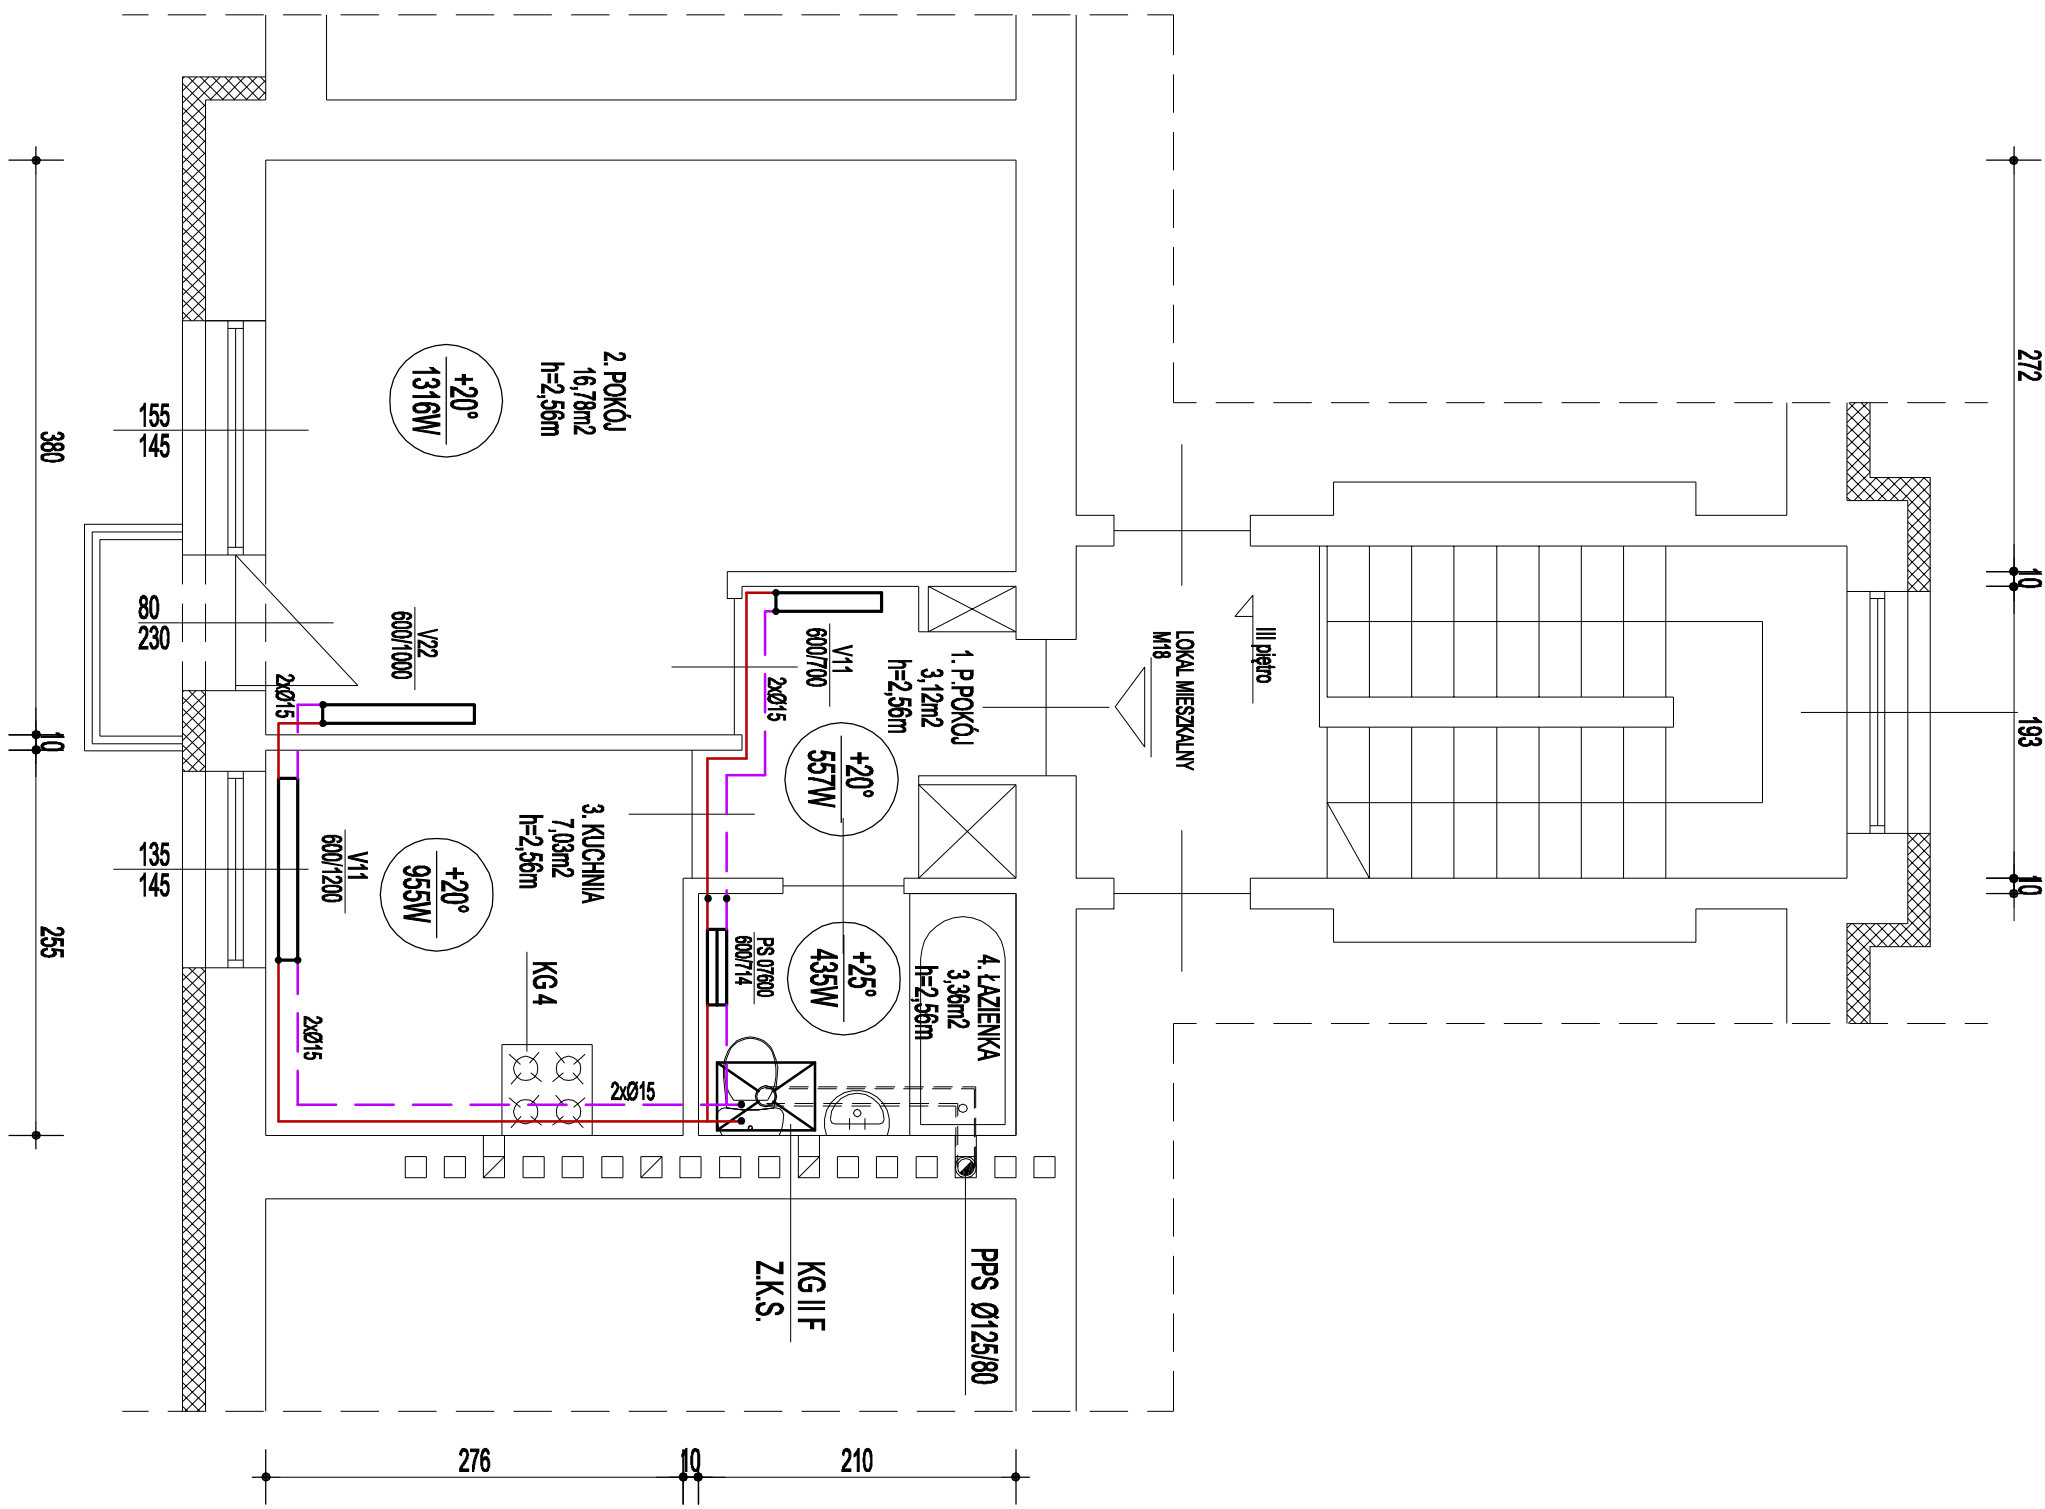 2. POKÓJ
16,78m2
h=2,56m
+20°
1316W
155
145
80
230
380
10
255
135
145
V22
600/1000
2xØ15
V11
600/700
2xØ15
1. P.POKÓJ
3,12m2
h=2,56m
+20°
557W
LOKAL MIESZKALNY
M18
III piętro
272
10
193
10
3. KUCHNIA
7,03m2
h=2,56m
+20°
955W
V11
600/1200
2xØ15
KG 4
2xØ15
PS 07600
600/714
+25°
435W
4. ŁAZIENKA
3,36m2
h=2,56m
KG II F
Z.K.S.
PPS Ø125/80
276
10
210